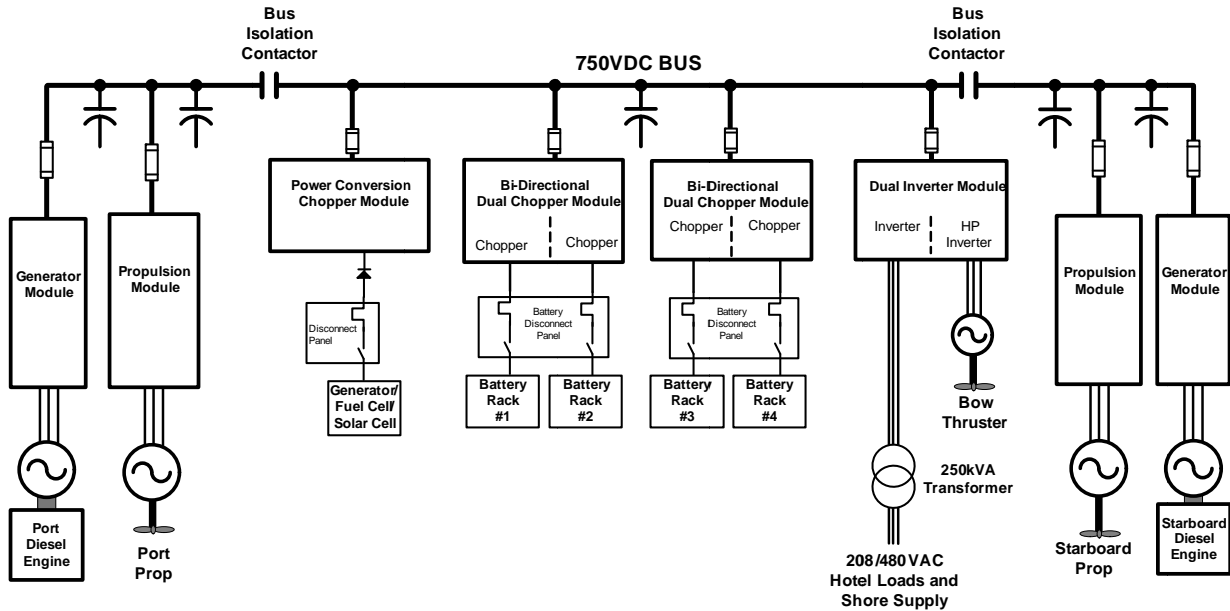 Bus
Isolation
Contactor
750VDC BUS
Bus
Isolation
Contactor
Generator
Module
Propulsion
Module
Power Conversion
Chopper Module
Bi-Directional
Dual Chopper Module
Chopper
Chopper
Bi-Directional
Dual Chopper Module
Chopper
Chopper
Dual Inverter Module
Inverter
HP
Inverter
Propulsion
Module
Generator
Module
Disconnect
Panel
Battery
Disconnect
Panel
Battery
Disconnect
Panel
Generator/
Fuel Cell/
Solar Cell
Battery
Rack
#1
Battery
Rack
#2
Battery
Rack
#3
Battery
Rack
#4
Bow
Thruster
250kVA
Transformer
Port
Diesel
Engine
Port
Prop
208/480VAC
Hotel Loads and
Shore Supply
Starboard
Prop
Starboard
Diesel
Engine